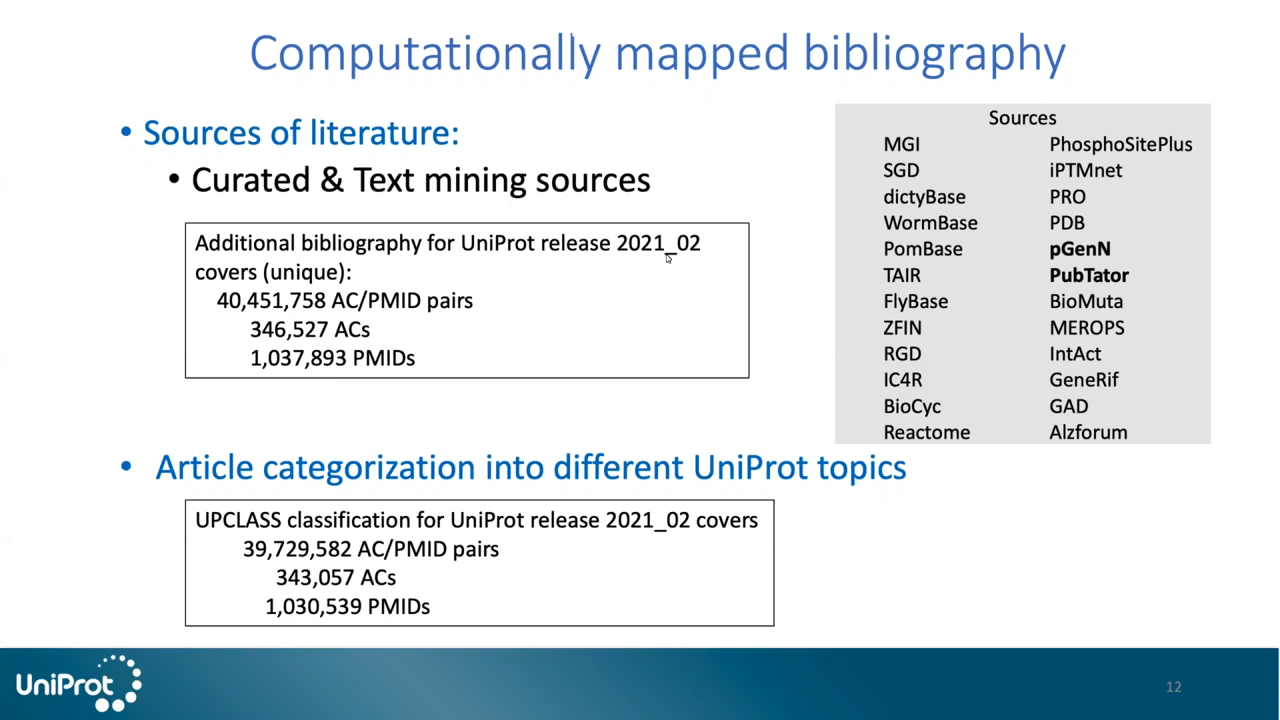 Computationally mapped bibliography
• Sources of literature:
• Curated & Text mining sources
Additional bibliography for UniProt release 2021_02
covers (unique):
40,451,758 AC/PMID pairs
346,527 ACs
1,037,893 PMIDs
Sources
MGI PhosphoSitePlus
SGD iPTMnet
dictyBase PRO
WormBase PDB
PomBase pGenN
TAIR PubTator
FlyBase BioMuta
ZFIN MEROPS
RGD IntAct
IC4R GeneRif
BioCyc GAD
Reactome Alzforum
• Article categorization into different UniProt topics
UPCLASS classification for UniProt release 2021_02 covers
39,729,582 AC/PMID pairs
343,057 ACs
1,030,539 PMIDs
UniProt
12